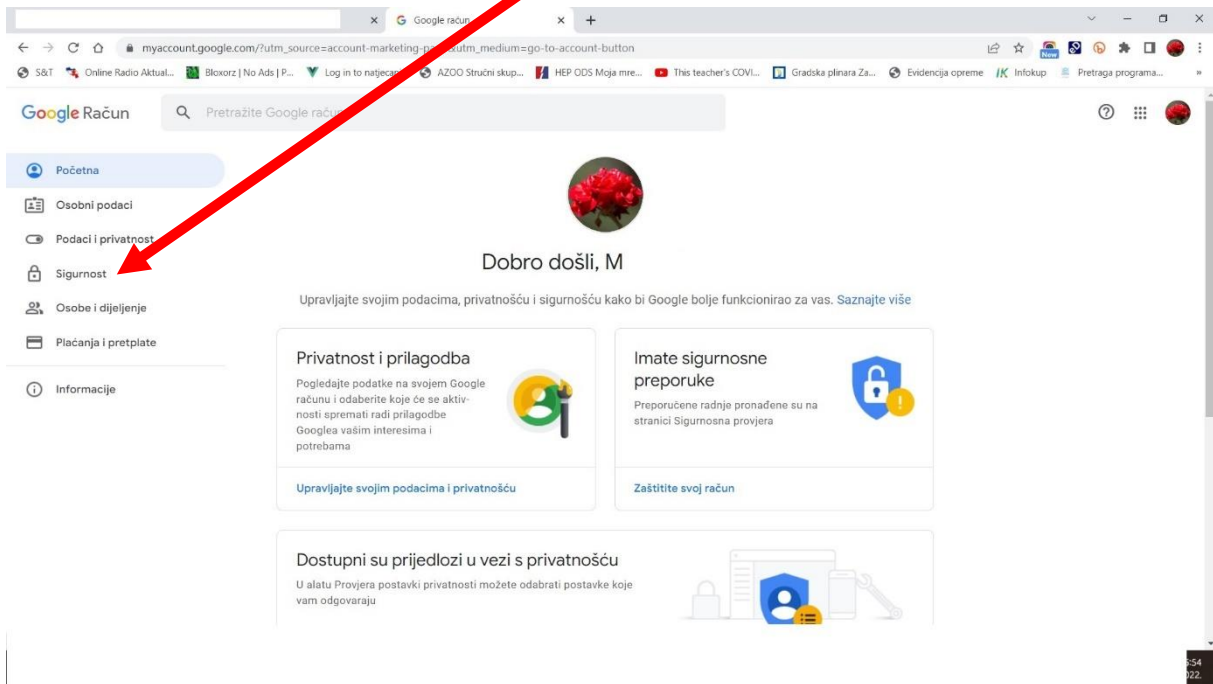 Google račun
myaccount.google.com/?utm_source=account-marketing-pa &utm_medium=go-to-account-button
S&T Online Radio Aktual... Bloxorz | No Ads | P... Log in to natjecan AZOO Stručni skup... HEP ODS Moja mre... This teacher's COVI... Gradska plinara Za... Evidencija opreme IK Infokup Pretraga programa... »
New
Google Račun
Pretražite Google račun
Početna
Osobni podaci
Podaci i privatnost
Sigurnost
Osobe i dijeljenje
Plaćanja i pretplate
Informacije
Dobro došli, M
Upravljajte svojim podacima, privatnošću i sigurnošću kako bi Google bolje funkcionirao za vas. Saznajte više
Privatnost i prilagodba
Pogledajte podatke na svojem Google
računu i odaberite koje će se aktiv-
nosti spremati radi prilagodbe
Googlea vašim interesima i
potrebama
Upravljajte svojim podacima i privatnošću
Imate sigurnosne
preporuke
Preporučene radnje pronađene su na
stranici Sigurnosna provjera
Zaštitite svoj račun
Dostupni su prijedlozi u vezi s privatnošću
U alatu Provjera postavki privatnosti možete odabrati postavke koje
vam odgovaraju
:54
022.